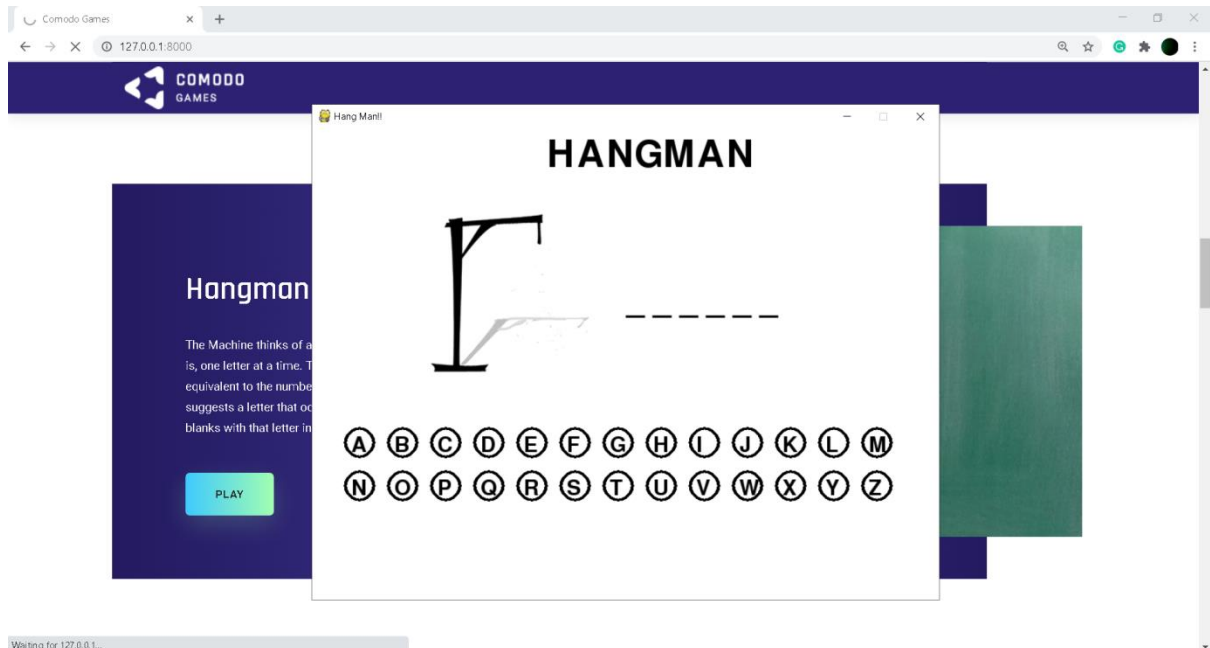 Comodo Games
127.0.0.1:8000
COMODO
GAMES
Hang Man!!
HANGMAN
Hangman
The Machine thinks of a
is, one letter at a time. T
equivalent to the numbe
suggests a letter that oc
blanks with that letter in
PLAY
_ _ _ _ _ _
A B C D E F G H I J K L M
N O P Q R S T U V W X Y Z
Waiting for 127.0.0.1...